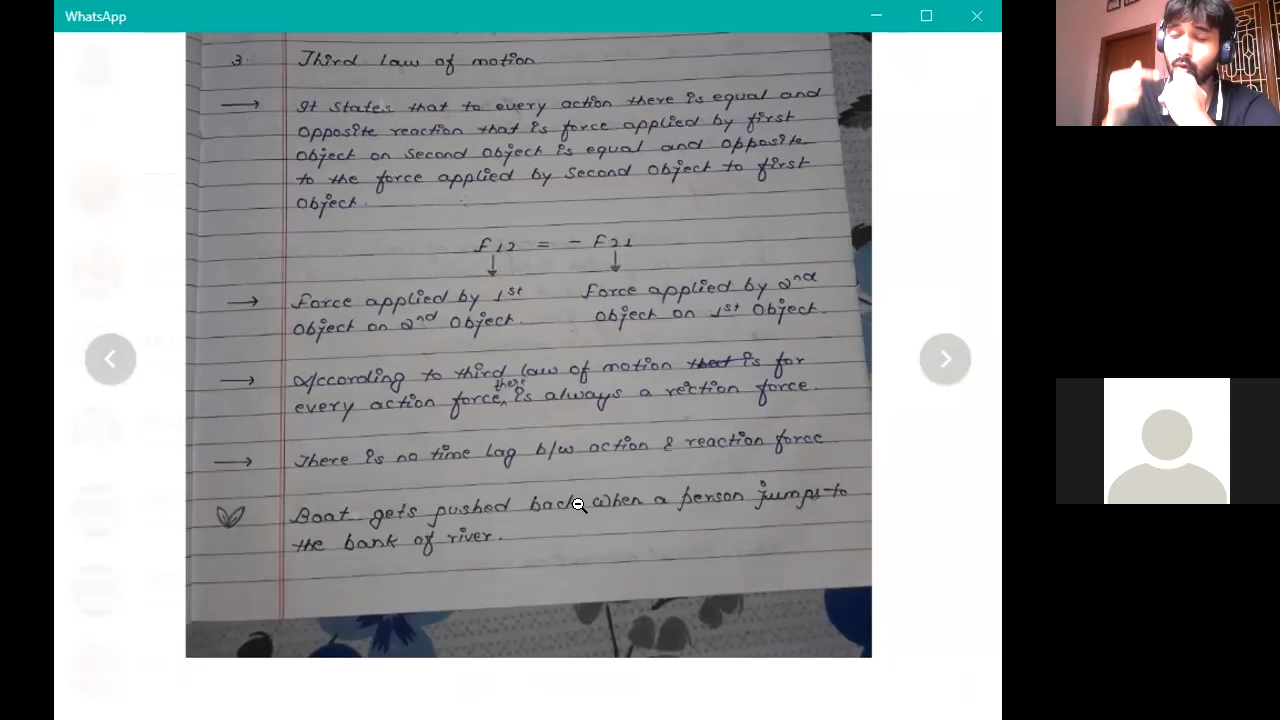 WhatsApp
3. Third law of motion
→ It states that to every action there is equal and
opposite reaction that is force applied by first
object on second object is equal and opposite
to the force applied by second object to first
object.
F12 = - F21
→ Force applied by 1st
object on 2nd object.
Force applied by 2nd
object on 1st object.
→ According to third law of motion that is for
every action force, there is always a rection force.
→ There is no time lag b/w action & reaction force
Boat gets pushed back when a person jumps to
the bank of river.